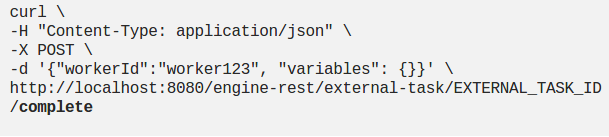 curl \
-H "Content-Type: application/json" \
-X POST \
-d '{"workerId":"worker123", "variables": {}}' \
http://localhost:8080/engine-rest/external-task/EXTERNAL_TASK_ID
/complete